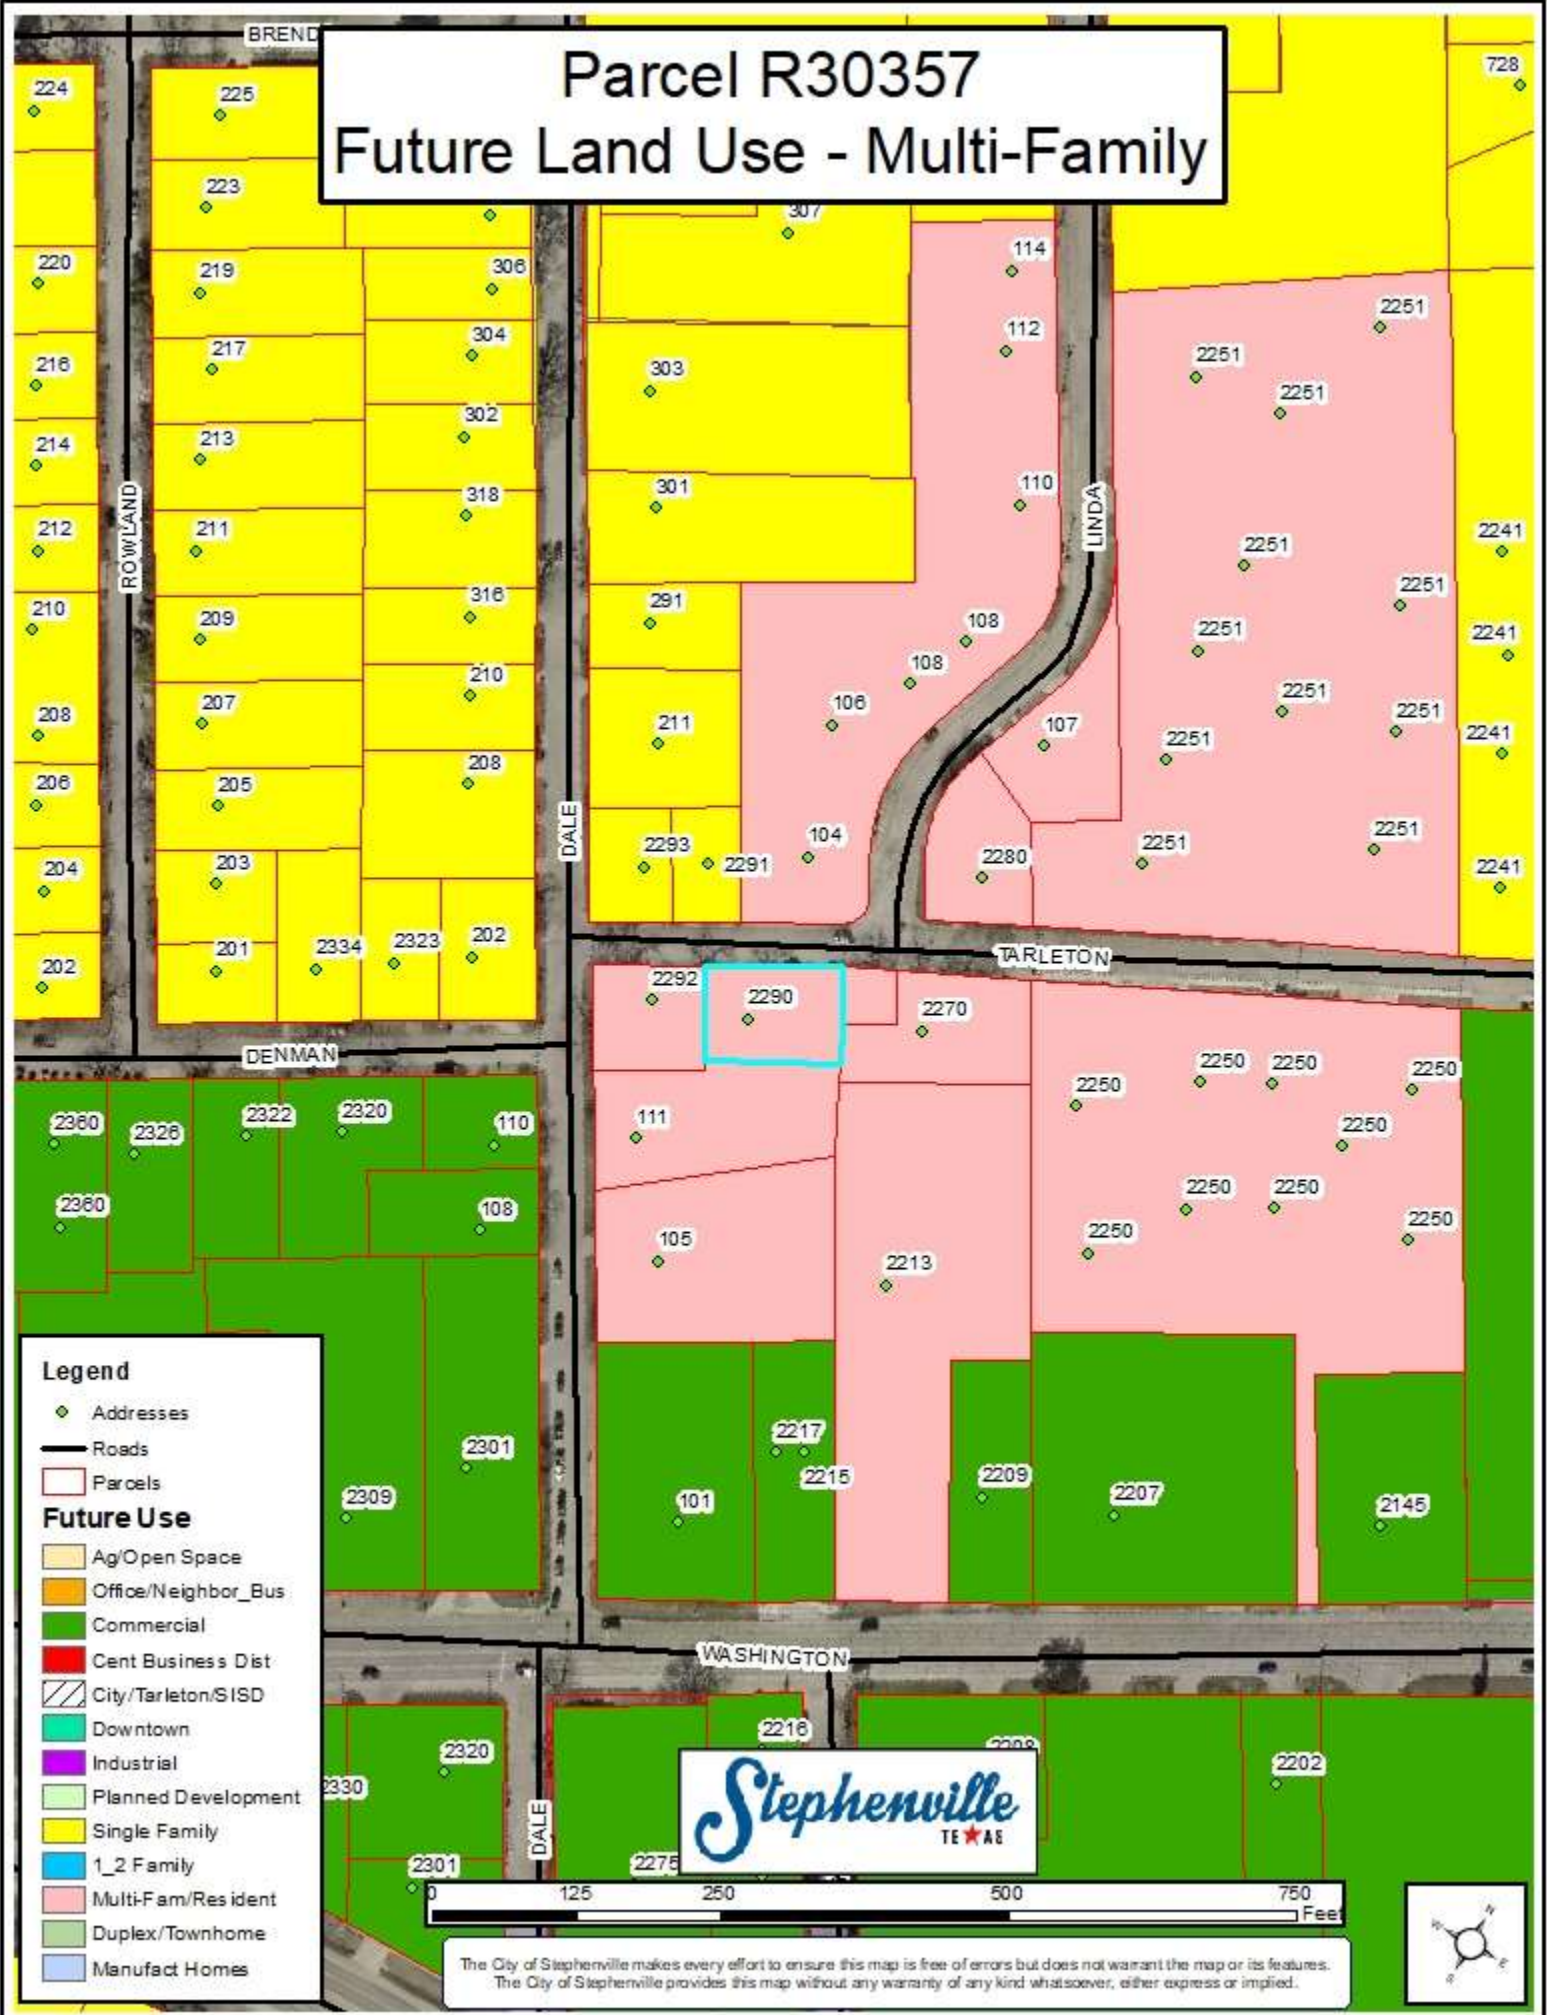 Parcel R30357
Future Land Use - Multi-Family
BREND
224
225
728
223
307
220
219
306
114
216
217
304
303
112
2251
2251
2251
214
213
302
301
110
212
211
318
ROWLAND
DALE
LINDA
2251
2241
210
209
316
291
108
108
2251
2251
2241
208
207
210
211
106
107
2251
2251
2251
2241
206
205
208
204
203
2293
2291
104
2280
2251
2251
2241
202
201
2334
2323
202
TARLETON
2292
2290
2270
DENMAN
2250
2250
2250
2250
2360
2326
2322
2320
110
111
2250
2360
108
105
2213
2250
2250
2250
2250
2301
2309
101
2217
2215
2209
2207
2145
WASHINGTON
Legend
Addresses
Roads
Parcels
Future Use
Ag/Open Space
Office/Neighbor_Bus
Commercial
Cent Business Dist
City/Tarleton/SISD
Downtown
Industrial
Planned Development
Single Family
1_2 Family
Multi-Fam/Resident
Duplex/Townhome
Manufact Homes
2216
2320
2208
2202
2330
DALE
2301
2275
Stephenville
TEXAS
0 125 250 500 750
Feet
N
W
E
S
The City of Stephenville makes every effort to ensure this map is free of errors but does not warrant the map or its features.
The City of Stephenville provides this map without any warranty of any kind whatsoever, either express or implied.